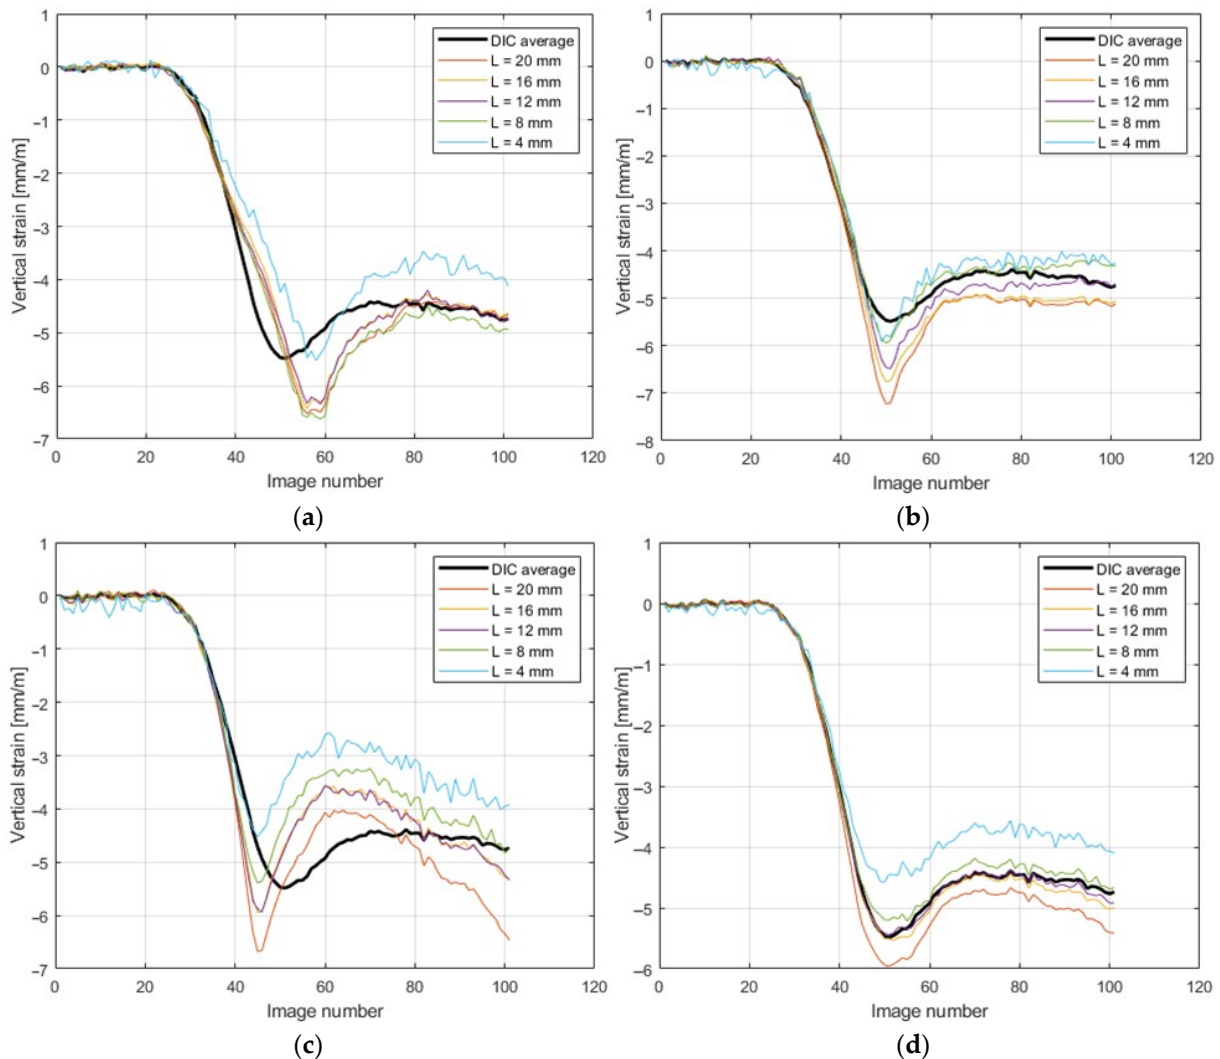 1
0
–1
–2
–3
–4
–5
–6
–7
Vertical strain [mm/m]
0
20
40
60
80
100
120
Image number
DIC average
L = 20 mm
L = 16 mm
L = 12 mm
L = 8 mm
L = 4 mm
(a)
1
0
–1
–2
–3
–4
–5
–6
–7
–8
Vertical strain [mm/m]
0
20
40
60
80
100
120
Image number
DIC average
L = 20 mm
L = 16 mm
L = 12 mm
L = 8 mm
L = 4 mm
(b)
1
0
–1
–2
–3
–4
–5
–6
–7
Vertical strain [mm/m]
0
20
40
60
80
100
120
Image number
DIC average
L = 20 mm
L = 16 mm
L = 12 mm
L = 8 mm
L = 4 mm
(c)
1
0
–1
–2
–3
–4
–5
–6
Vertical strain [mm/m]
0
20
40
60
80
100
120
Image number
DIC average
L = 20 mm
L = 16 mm
L = 12 mm
L = 8 mm
L = 4 mm
(d)